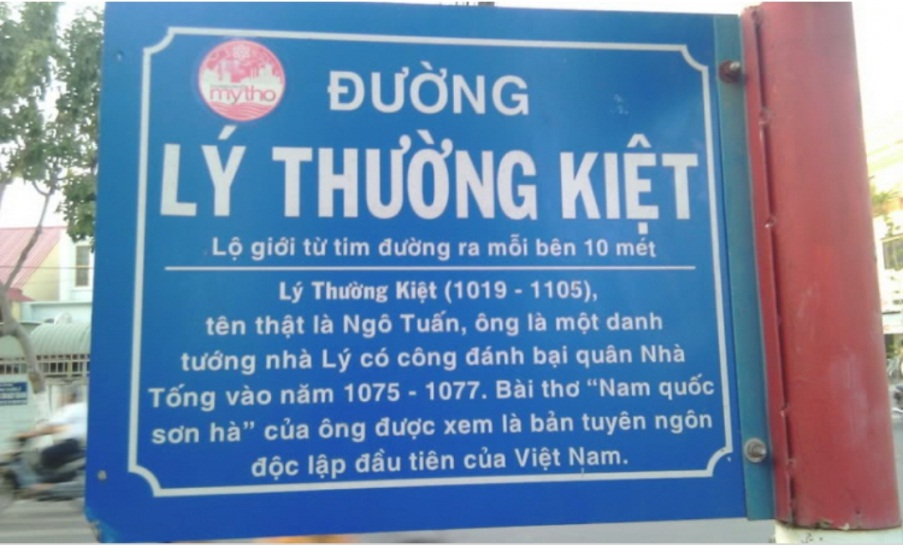 mytho
ĐƯỜNG
LÝ THƯỜNG KIỆT
Lộ giới từ tim đường ra mỗi bên 10 mét
Lý Thường Kiệt (1019 - 1105),
tên thật là Ngô Tuấn, ông là một danh
tướng nhà Lý có công đánh bại quân Nhà
Tống vào năm 1075 - 1077. Bài thơ “Nam quốc
sơn hà” của ông được xem là bản tuyên ngôn
độc lập đầu tiên của Việt Nam.